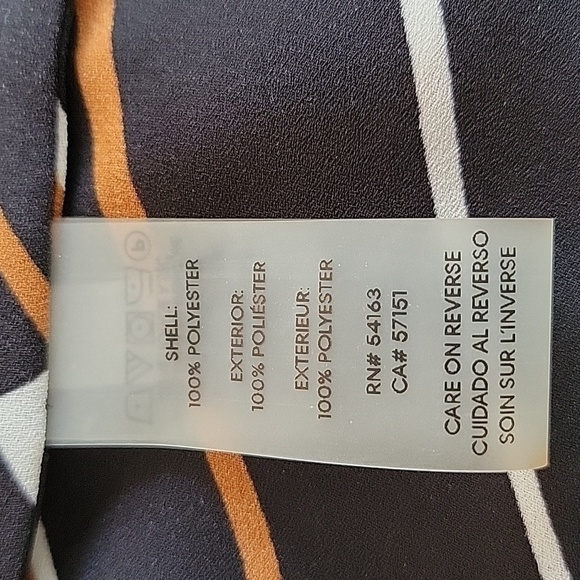 SHELL:
100% POLYESTER
EXTERIOR:
100% POLIÉSTER
EXTERIEUR:
100% POLYESTER
RN# 54163
CA# 57151
CARE ON REVERSE
CUIDADO AL REVERSO
SOIN SUR L'INVERSE